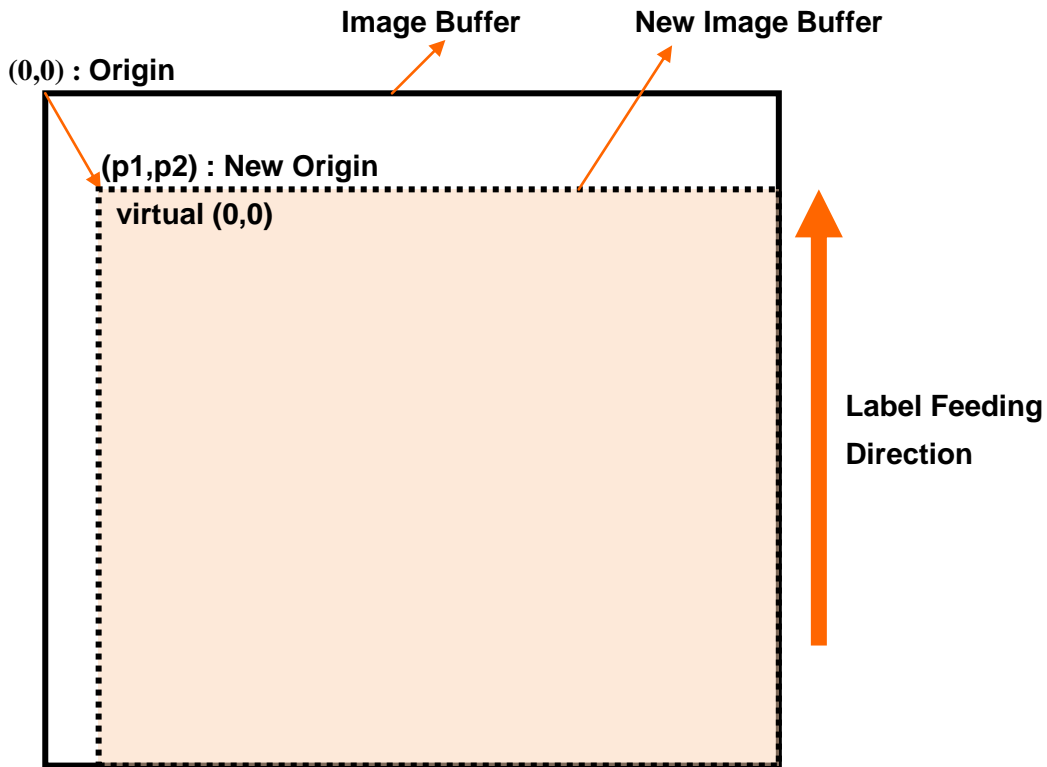 Image Buffer
New Image Buffer
(0,0) : Origin
(p1,p2) : New Origin
virtual (0,0)
Label Feeding
Direction